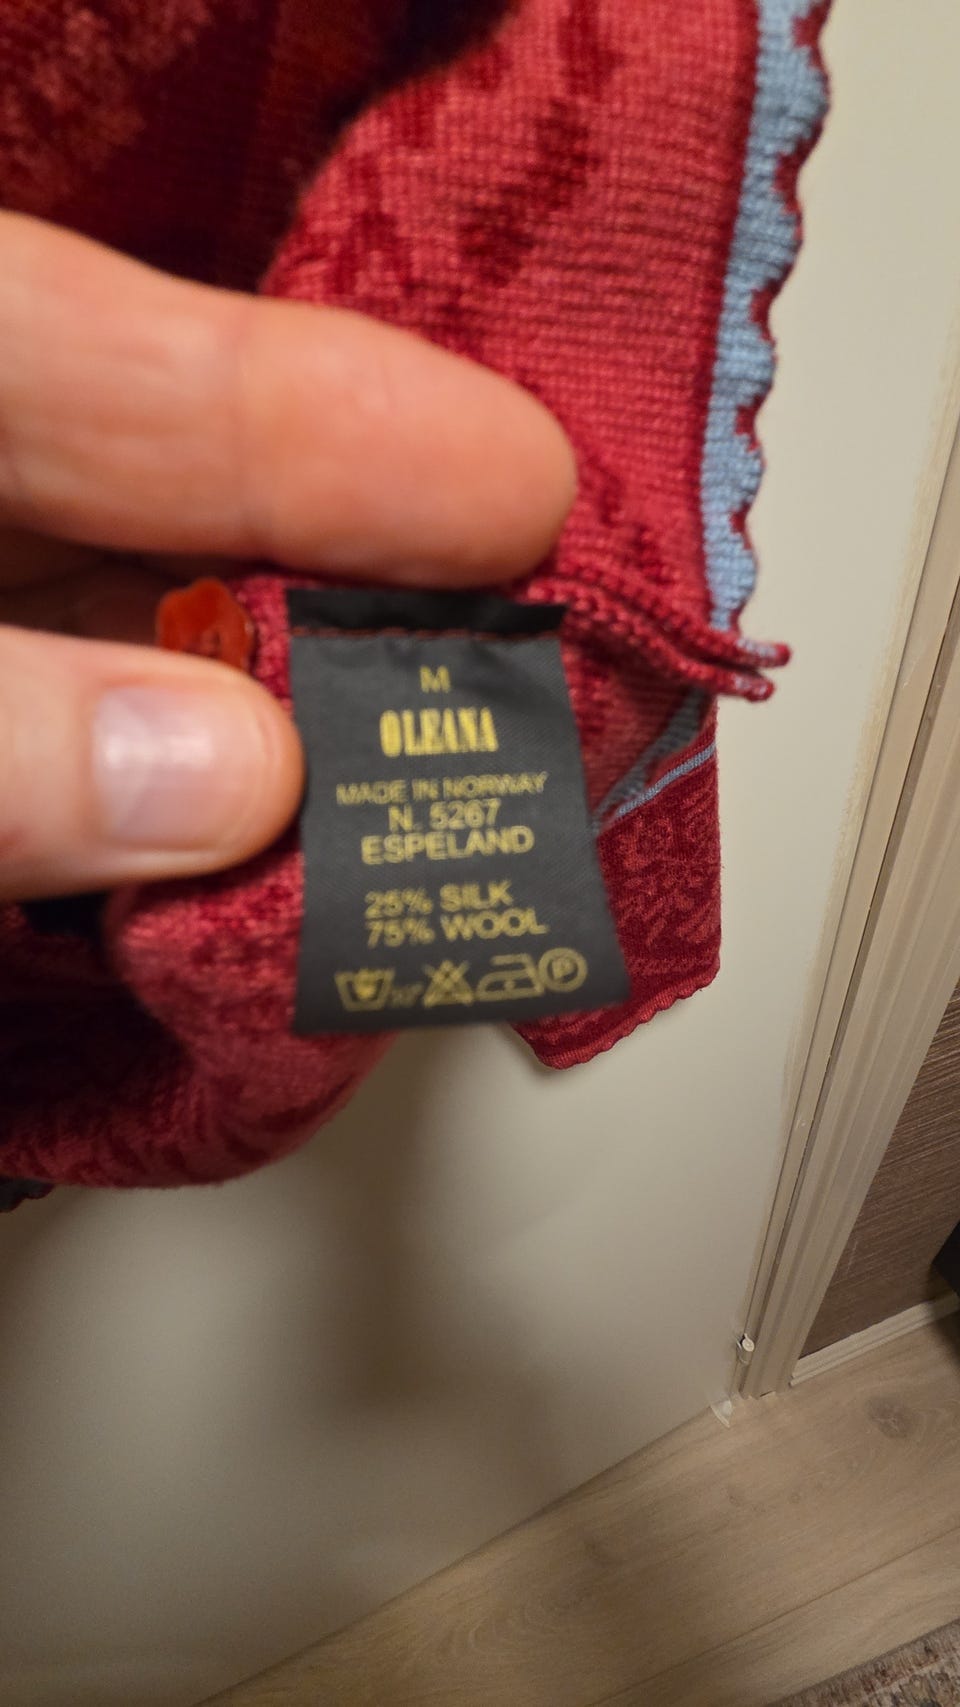 M
OLEANA
MADE IN NORWAY
N. 5267
ESPELAND
25% SILK
75% WOOL
P